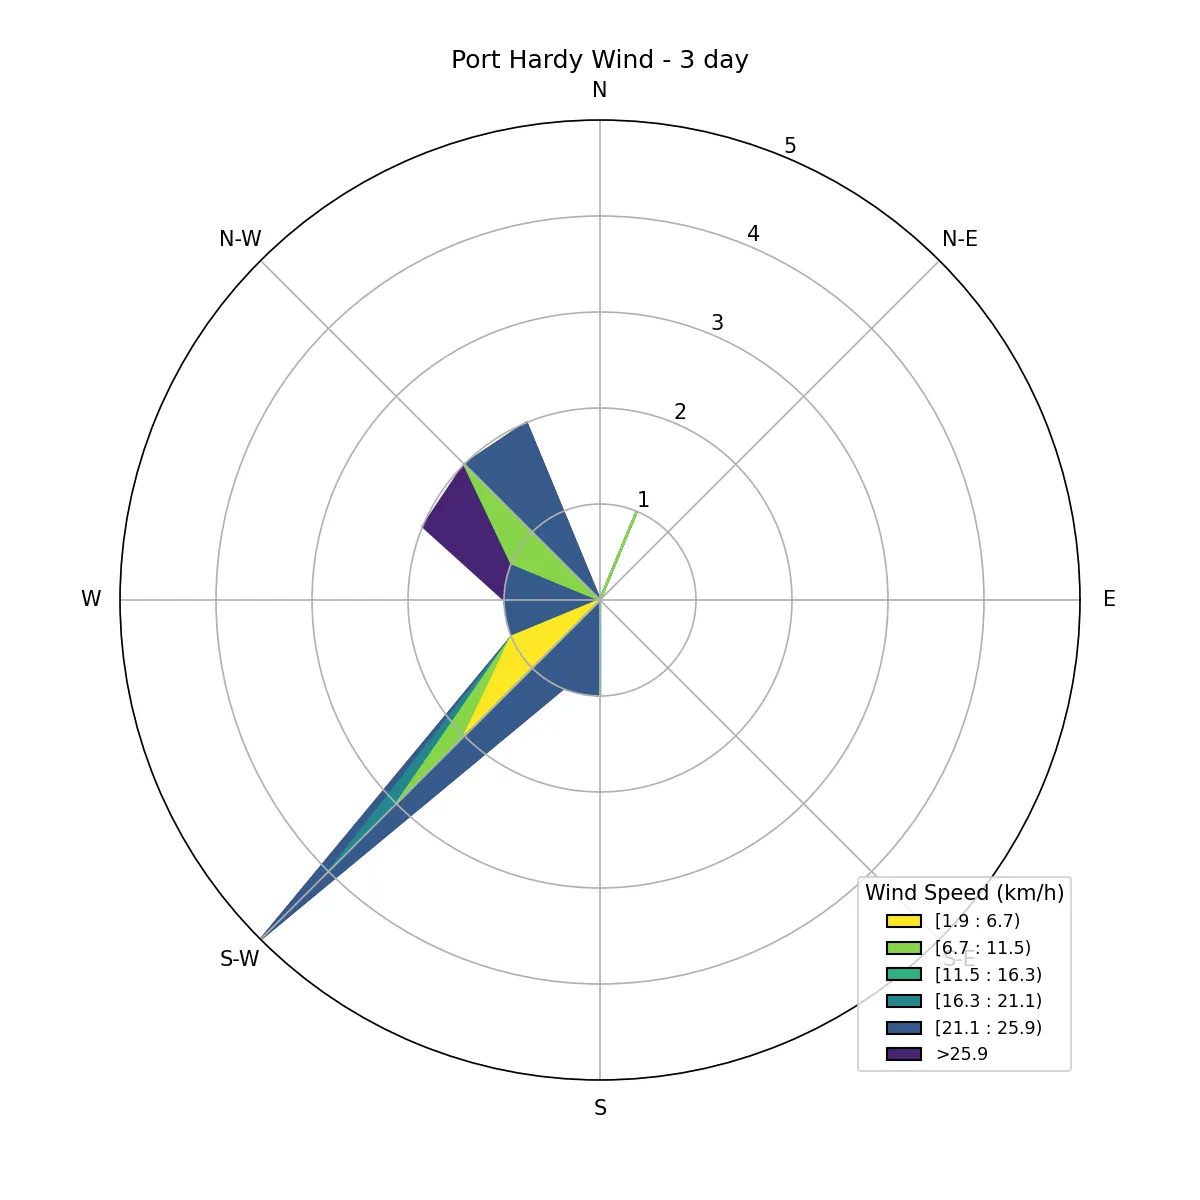 Port Hardy Wind - 3 day
N
5
N-W
4
N-E
3
2
1
W
E
S-W
S-E
S
Wind Speed (km/h)
[1.9 : 6.7)
[6.7 : 11.5)
[11.5 : 16.3)
[16.3 : 21.1)
[21.1 : 25.9)
>25.9